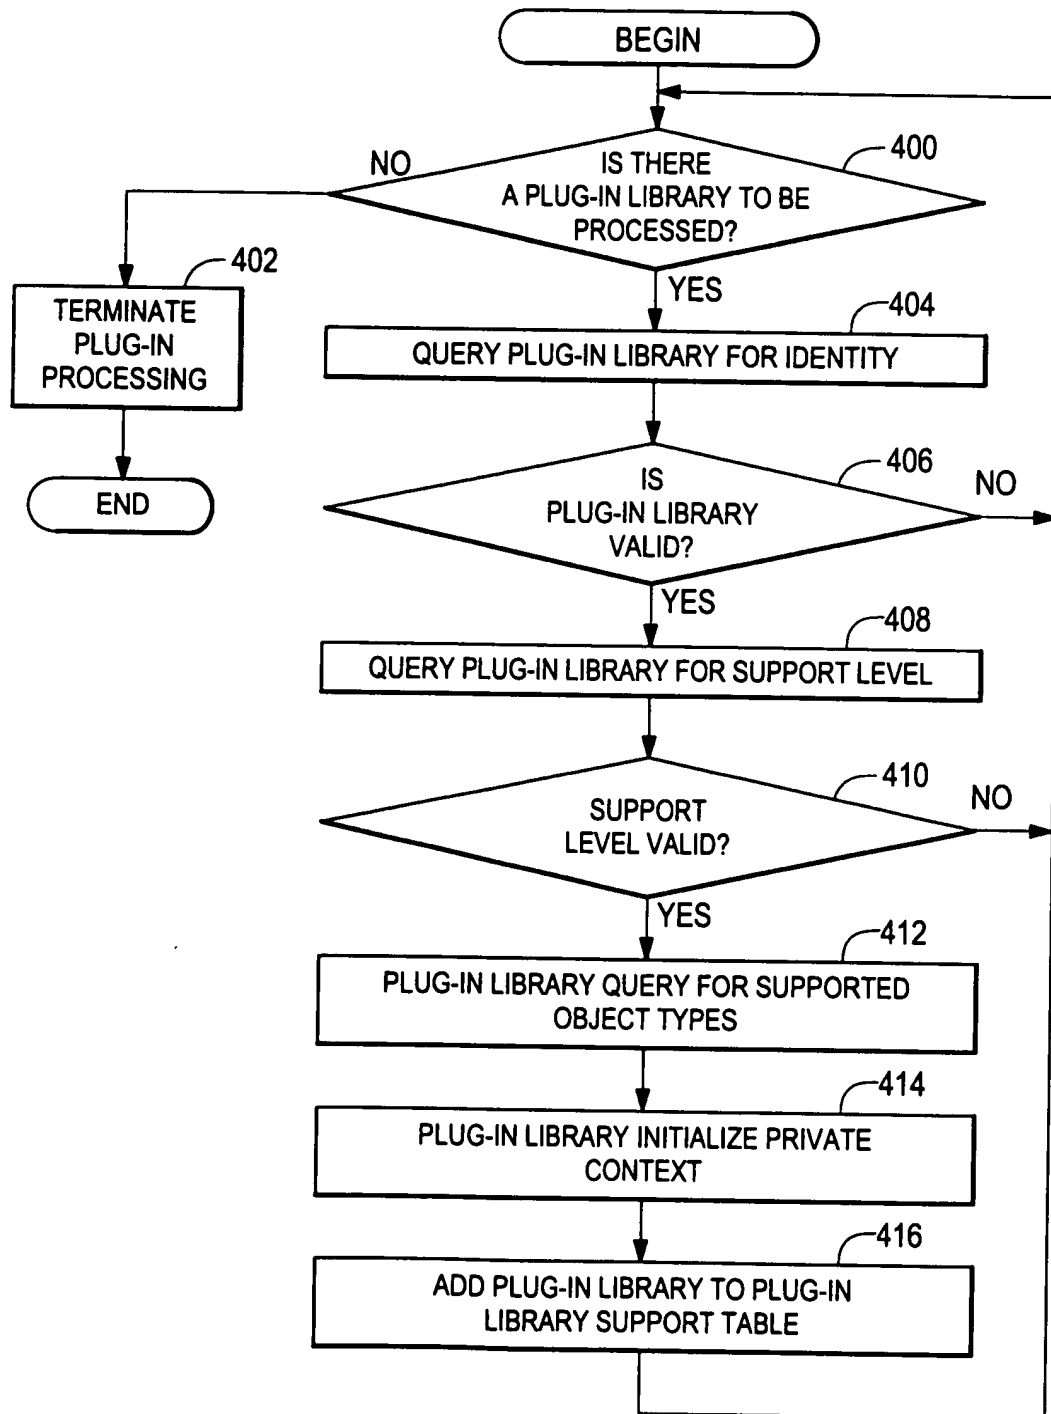 BEGIN
400
NO
IS THERE
A PLUG-IN LIBRARY TO BE
PROCESSED?
402
YES
TERMINATE
PLUG-IN
PROCESSING
404
QUERY PLUG-IN LIBRARY FOR IDENTITY
END
406
NO
IS
PLUG-IN LIBRARY
VALID?
YES
408
QUERY PLUG-IN LIBRARY FOR SUPPORT LEVEL
410
NO
SUPPORT
LEVEL VALID?
YES
412
PLUG-IN LIBRARY QUERY FOR SUPPORTED
OBJECT TYPES
414
PLUG-IN LIBRARY INITIALIZE PRIVATE
CONTEXT
416
ADD PLUG-IN LIBRARY TO PLUG-IN
LIBRARY SUPPORT TABLE